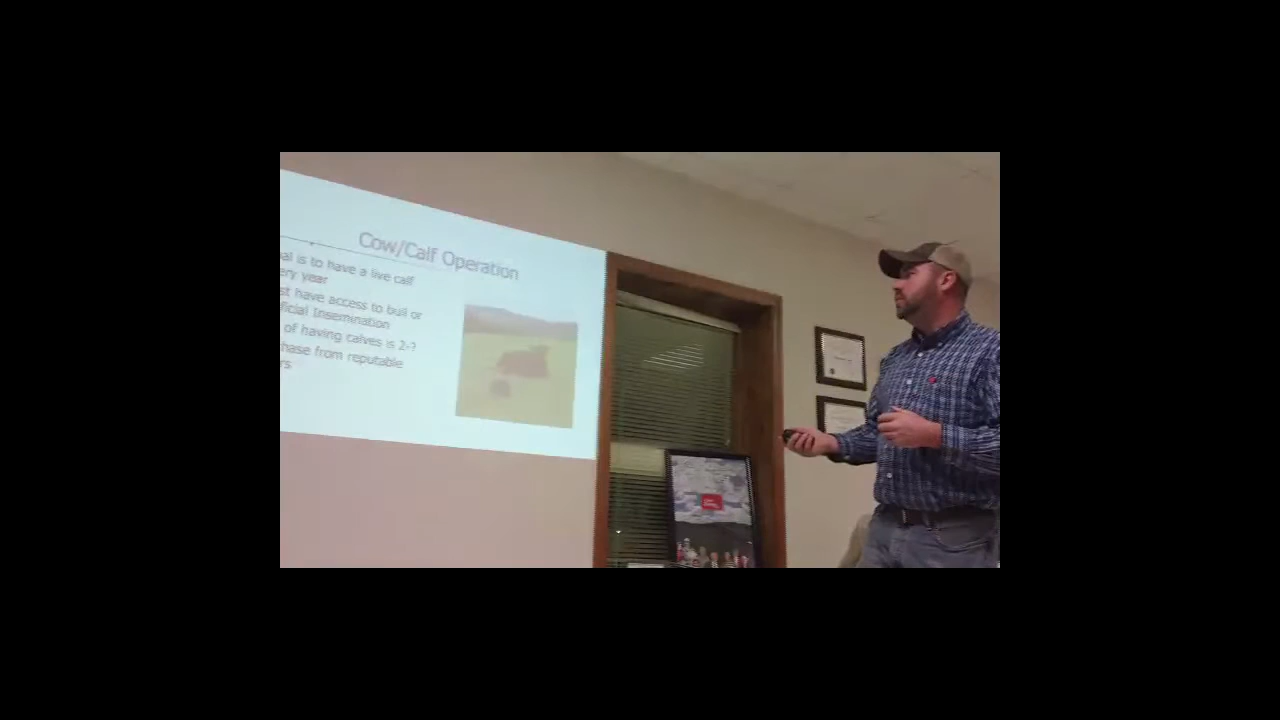 Cow/Calf Operation
al is to have a live calf
ery year
st have access to bull or
ficial Insemination
of having calves is 2-?
hase from reputable
rs